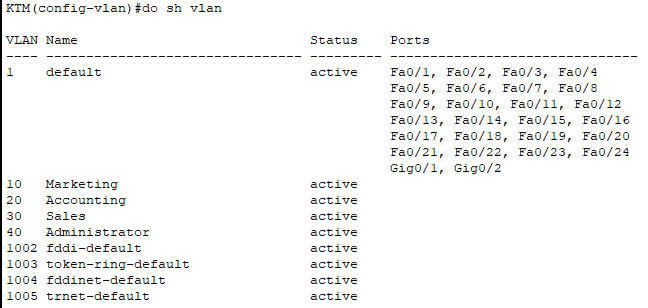 KTM(config-vlan)#do sh vlan
VLAN Name                             Status    Ports
---- -------------------------------- --------- -------------------------------
1    default                          active    Fa0/1, Fa0/2, Fa0/3, Fa0/4
                                                Fa0/5, Fa0/6, Fa0/7, Fa0/8
                                                Fa0/9, Fa0/10, Fa0/11, Fa0/12
                                                Fa0/13, Fa0/14, Fa0/15, Fa0/16
                                                Fa0/17, Fa0/18, Fa0/19, Fa0/20
                                                Fa0/21, Fa0/22, Fa0/23, Fa0/24
                                                Gig0/1, Gig0/2
10   Marketing                        active
20   Accounting                       active
30   Sales                            active
40   Administrator                    active
1002 fddi-default                     active
1003 token-ring-default               active
1004 fddinet-default                  active
1005 trnet-default                    active